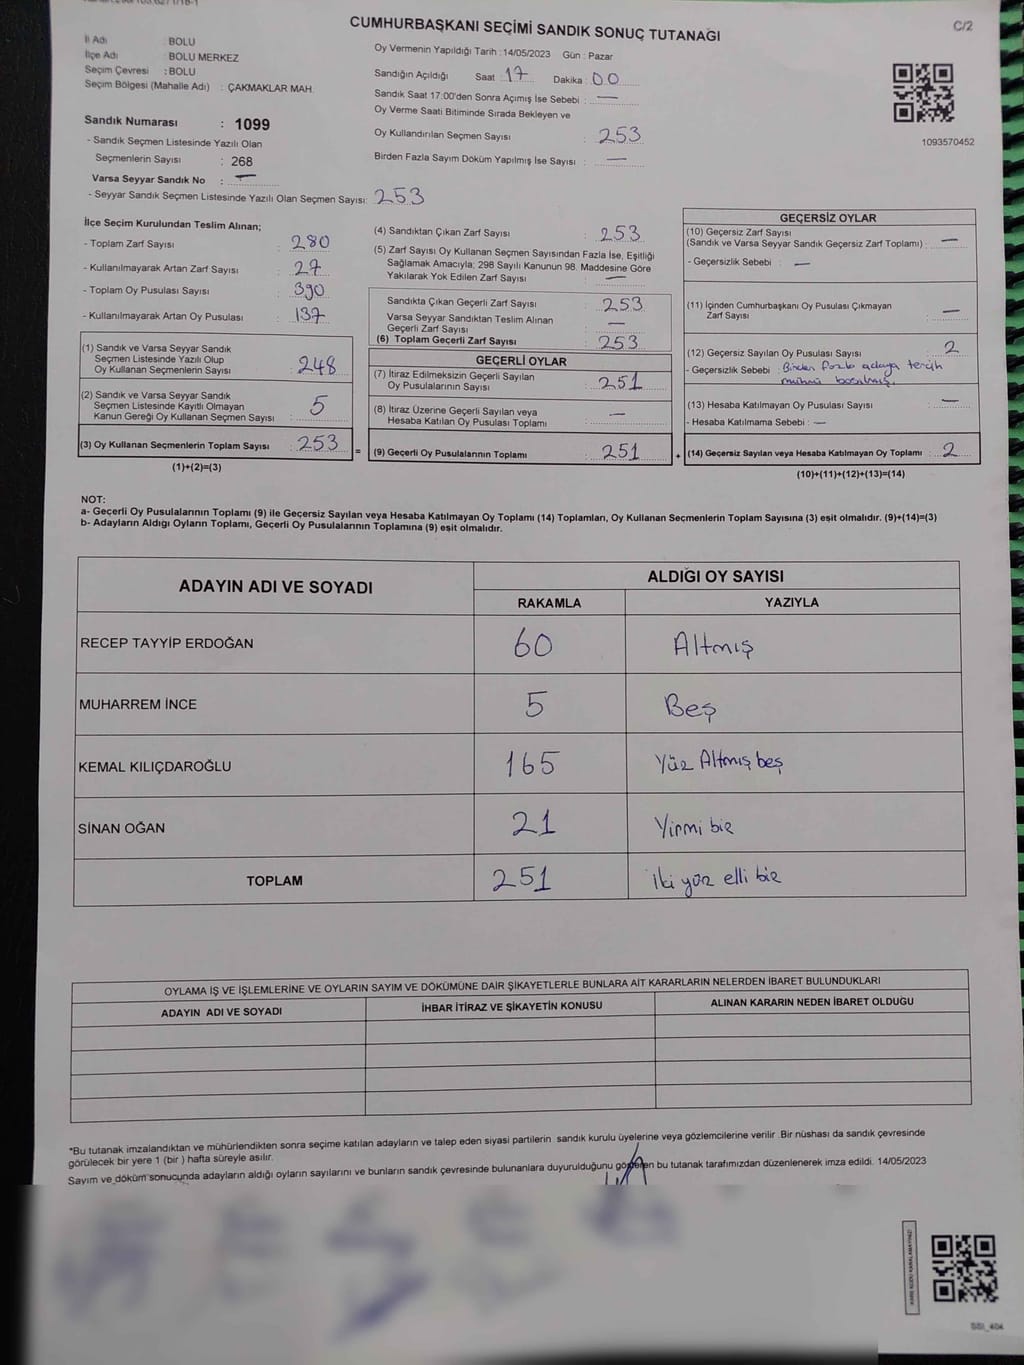 CUMHURBAŞKANI SEÇİMİ SANDIK SONUÇ TUTANAĞI
C/2
İl Adı : BOLU
İlçe Adı : BOLU MERKEZ
Seçim Çevresi : BOLU
Seçim Bölgesi (Mahalle Adı) : ÇAKMAKLAR MAH.
Sandık Numarası : 1099
- Sandık Seçmen Listesinde Yazılı Olan
Seçmenlerin Sayısı : 268
Varsa Seyyar Sandık No : —
- Seyyar Sandık Seçmen Listesinde Yazılı Olan Seçmen Sayısı: 253
Oy Vermenin Yapıldığı Tarih : 14/05/2023 Gün : Pazar
Sandığın Açıldığı Saat : 17 Dakika : 00
Sandık Saat 17:00'den Sonra Açımış İse Sebebi : —
Oy Verme Saati Bitiminde Sırada Bekleyen ve
Oy Kullandırılan Seçmen Sayısı : 253
Birden Fazla Sayım Döküm Yapılmış İse Sayısı : —
1093570452
İlçe Seçim Kurulundan Teslim Alınan;
- Toplam Zarf Sayısı : 280
- Kullanılmayarak Artan Zarf Sayısı : 27
- Toplam Oy Pusulası Sayısı : 390
- Kullanılmayarak Artan Oy Pusulası : 137
(1) Sandık ve Varsa Seyyar Sandık
Seçmen Listesinde Yazılı Olup
Oy Kullanan Seçmenlerin Sayısı : 248
(2) Sandık ve Varsa Seyyar Sandık
Seçmen Listesinde Kayıtlı Olmayan
Kanun Gereği Oy Kullanan Seçmen Sayısı : 5
(3) Oy Kullanan Seçmenlerin Toplam Sayısı : 253 =
(1)+(2)=(3)
(4) Sandıktan Çıkan Zarf Sayısı : 253
(5) Zarf Sayısı Oy Kullanan Seçmen Sayısından Fazla İse, Eşitliği
Sağlamak Amacıyla; 298 Sayılı Kanunun 98. Maddesine Göre
Yakılarak Yok Edilen Zarf Sayısı : —
Sandıkta Çıkan Geçerli Zarf Sayısı : 253
Varsa Seyyar Sandıktan Teslim Alınan
Geçerli Zarf Sayısı : —
(6) Toplam Geçerli Zarf Sayısı : 253
GEÇERLİ OYLAR
(7) İtiraz Edilmeksizin Geçerli Sayılan
Oy Pusulalarının Sayısı : 251
(8) İtiraz Üzerine Geçerli Sayılan veya
Hesaba Katılan Oy Pusulası Toplamı : —
(9) Geçerli Oy Pusulalarının Toplamı : 251 +
GEÇERSİZ OYLAR
(10) Geçersiz Zarf Sayısı
(Sandık ve Varsa Seyyar Sandık Geçersiz Zarf Toplamı) : —
- Geçersizlik Sebebi : —
(11) İçinden Cumhurbaşkanı Oy Pusulası Çıkmayan
Zarf Sayısı : —
(12) Geçersiz Sayılan Oy Pusulası Sayısı : 2
- Geçersizlik Sebebi : Birden fazla adaya tercih
mührü basılmış.
(13) Hesaba Katılmayan Oy Pusulası Sayısı : —
- Hesaba Katılmama Sebebi : —
(14) Geçersiz Sayılan veya Hesaba Katılmayan Oy Toplamı : 2
(10)+(11)+(12)+(13)=(14)
NOT:
a- Geçerli Oy Pusulalarının Toplamı (9) ile Geçersiz Sayılan veya Hesaba Katılmayan Oy Toplamı (14) Toplamları, Oy Kullanan Seçmenlerin Toplam Sayısına (3) eşit olmalıdır. (9)+(14)=(3)
b- Adayların Aldığı Oyların Toplamı, Geçerli Oy Pusulalarının Toplamına (9) eşit olmalıdır.
ADAYIN ADI VE SOYADI
ALDIĞI OY SAYISI
RAKAMLA YAZIYLA
RECEP TAYYİP ERDOĞAN 60 Altmış
MUHARREM İNCE 5 Beş
KEMAL KILIÇDAROĞLU 165 Yüz Altmış beş
SİNAN OĞAN 21 Yirmi bir
TOPLAM 251 iki yüz elli bir
OYLAMA İŞ VE İŞLEMLERİNE VE OYLARIN SAYIM VE DÖKÜMÜNE DAİR ŞİKAYETLERLE BUNLARA AİT KARARLARIN NELERDEN İBARET BULUNDUKLARI
ADAYIN ADI VE SOYADI İHBAR İTİRAZ VE ŞİKAYETİN KONUSU ALINAN KARARIN NEDEN İBARET OLDUĞU
*Bu tutanak imzalandıktan ve mühürlendikten sonra seçime katılan adayların ve talep eden siyasi partilerin sandık kurulu üyelerine veya gözlemcilerine verilir .Bir nüshası da sandık çevresinde
görülecek bir yere 1 (bir ) hafta süreyle asılır.
Sayım ve döküm sonucunda adayların aldığı oyların sayılarını ve bunların sandık çevresinde bulunanlara duyurulduğunu gösteren bu tutanak tarafımızdan düzenlenerek imza edildi. 14/05/2023